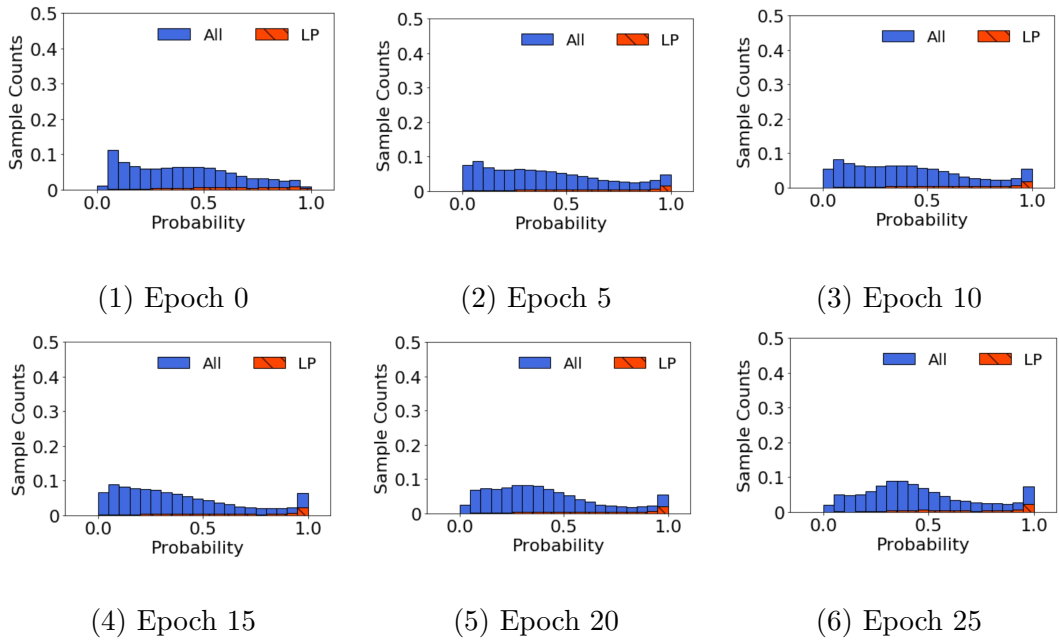 0.5
All LP
0.4
0.3
0.2
0.1
0
0.0 0.5 1.0
Sample Counts
Probability
(1) Epoch 0
0.5
All LP
0.4
0.3
0.2
0.1
0
0.0 0.5 1.0
Sample Counts
Probability
(2) Epoch 5
0.5
All LP
0.4
0.3
0.2
0.1
0
0.0 0.5 1.0
Sample Counts
Probability
(3) Epoch 10
0.5
All LP
0.4
0.3
0.2
0.1
0
0.0 0.5 1.0
Sample Counts
Probability
(4) Epoch 15
0.5
All LP
0.4
0.3
0.2
0.1
0
0.0 0.5 1.0
Sample Counts
Probability
(5) Epoch 20
0.5
All LP
0.4
0.3
0.2
0.1
0
0.0 0.5 1.0
Sample Counts
Probability
(6) Epoch 25